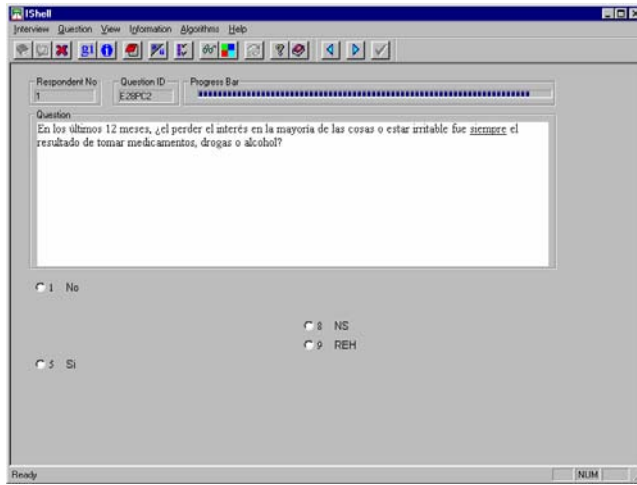 IShell
Interview Question View Information Algorithms Help
g1
Respondent No
1
Question ID
E28PC2
Progress Bar
Question
En los últimos 12 meses, ¿el perder el interés en la mayoría de las cosas o estar irritable fue siempre el
resultado de tomar medicamentos, drogas o alcohol?
1 No
8 NS
9 REH
5 Si
Ready
NUM